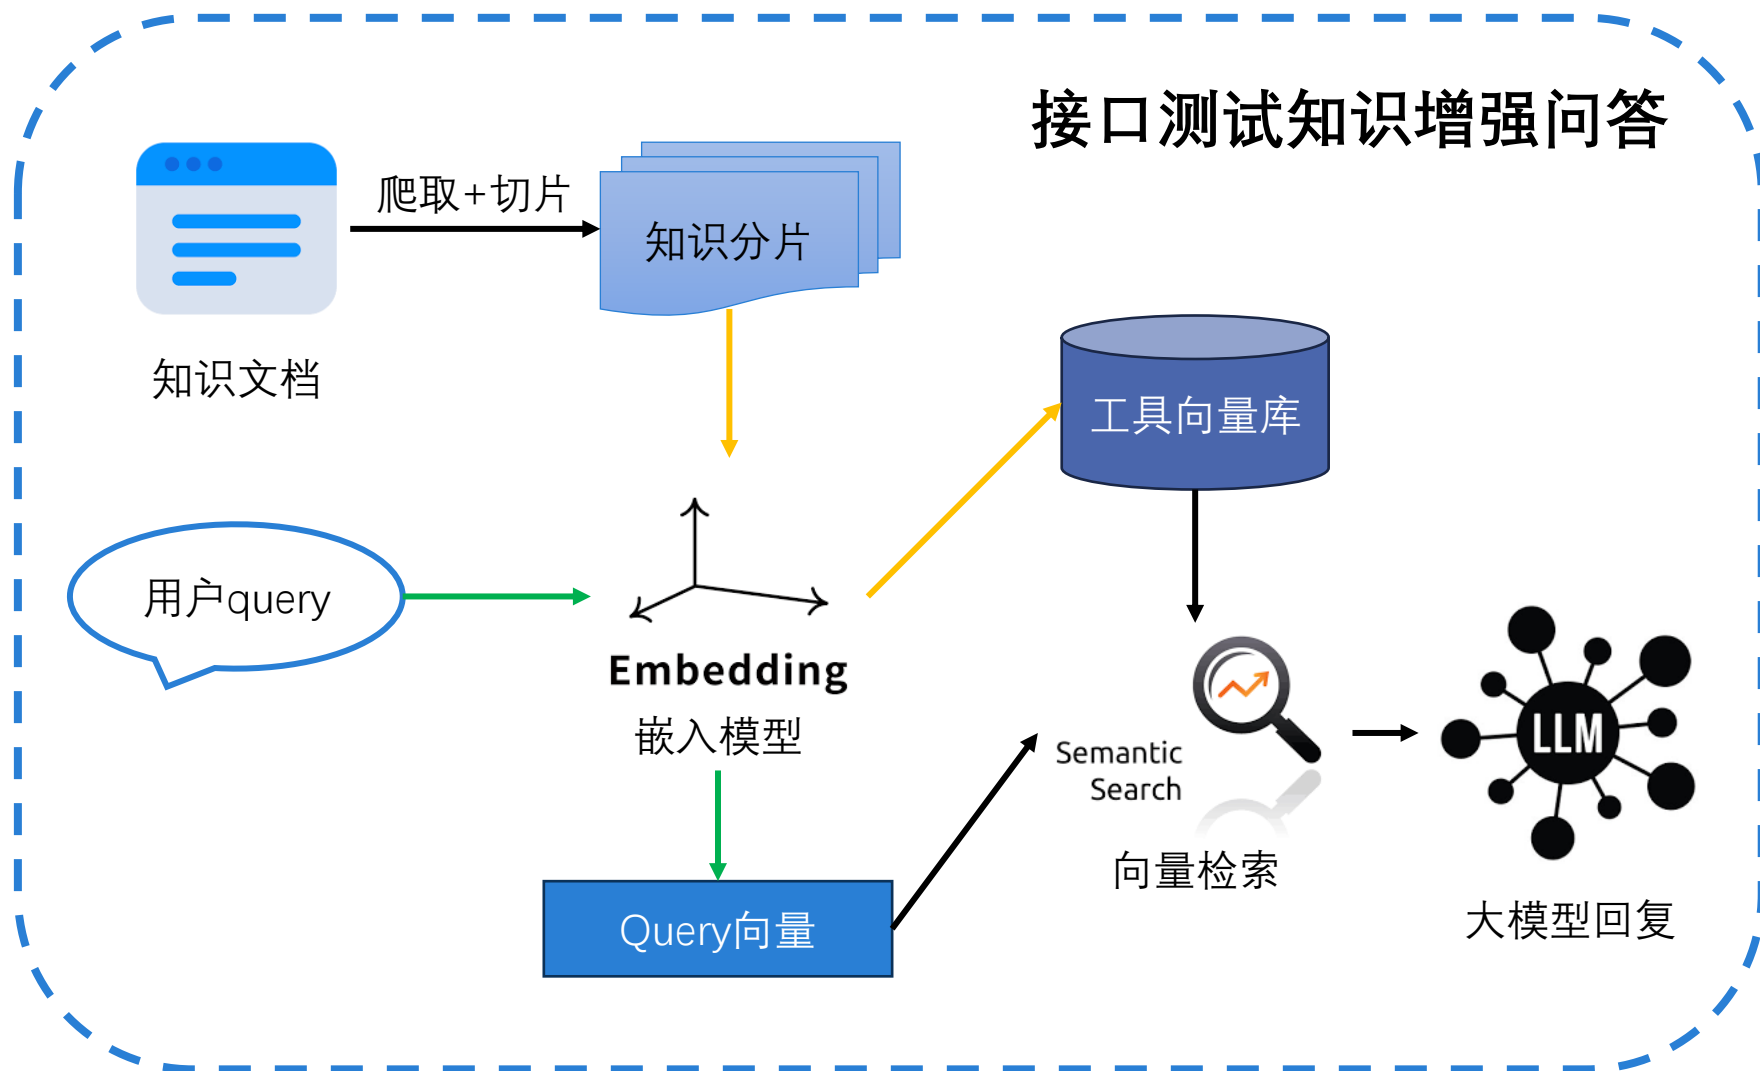 接口测试知识增强问答
爬取+切片
知识分片
知识文档
工具向量库
用户query
Embedding
嵌入模型
Semantic
Search
LLM
向量检索
Query向量
大模型回复